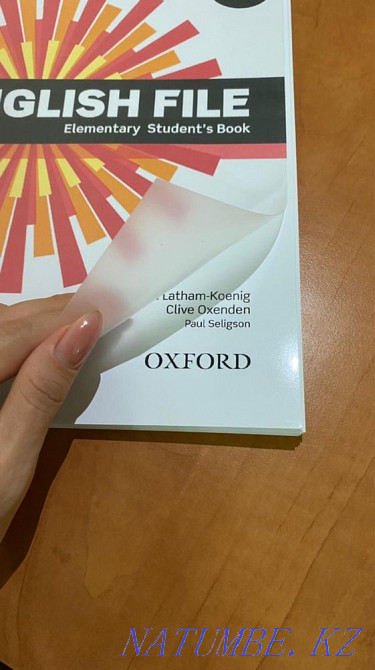 NGLISH FILE
Elementary Student's Book
Latham-Koenig
Clive Oxenden
Paul Seligson
OXFORD
NATUMBE. KZ